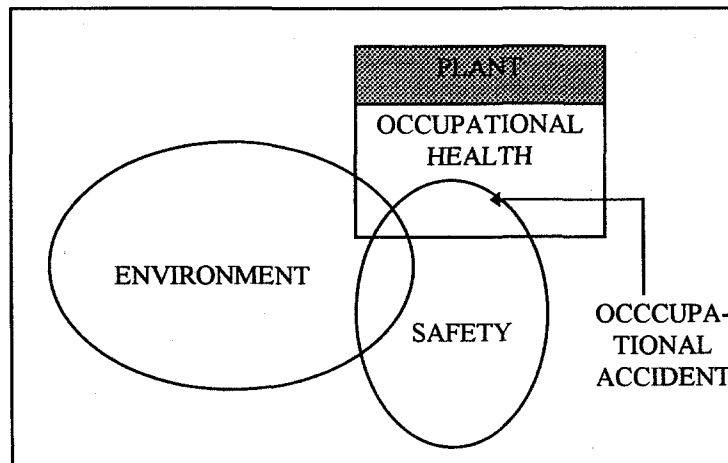 PLANT
OCCUPATIONAL
HEALTH
ENVIRONMENT
SAFETY
OCCCUPA-
TIONAL
ACCIDENT